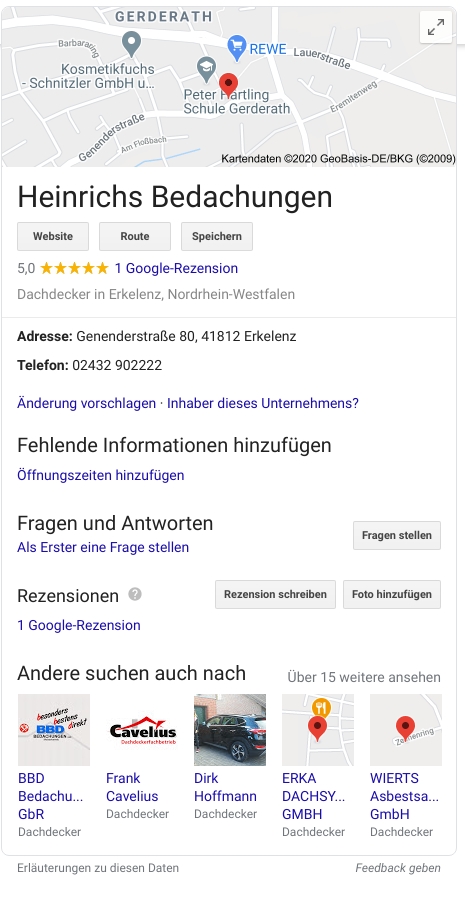 GERDERATH
Barbararing
REWE
Lauerstraße
Kosmetikfuchs
- Schnitzler GmbH u...
Peter Härtling
Schule Gerderath
Eremitenweg
Genenderstraße
Am Floßbach
Kartendaten ©2020 GeoBasis-DE/BKG (©2009)
Heinrichs Bedachungen
Website Route Speichern
5,0 ★★★★★ 1 Google-Rezension
Dachdecker in Erkelenz, Nordrhein-Westfalen
Adresse: Genenderstraße 80, 41812 Erkelenz
Telefon: 02432 902222
Änderung vorschlagen · Inhaber dieses Unternehmens?
Fehlende Informationen hinzufügen
Öffnungszeiten hinzufügen
Fragen und Antworten
Fragen stellen
Als Erster eine Frage stellen
Rezensionen ? Rezension schreiben Foto hinzufügen
1 Google-Rezension
Andere suchen auch nach Über 15 weitere ansehen
besonders
bestens
direkt
BBD
BEDACHUNGEN
Cavelius
Dachdeckerfachbetrieb
BBD
Bedachu...
GbR
Dachdecker
Frank
Cavelius
Dachdecker
Dirk
Hoffmann
Dachdecker
ERKA
DACHSY...
GMBH
Dachdecker
WIERTS
Asbestsa...
GmbH
Dachdecker
Erläuterungen zu diesen Daten Feedback geben